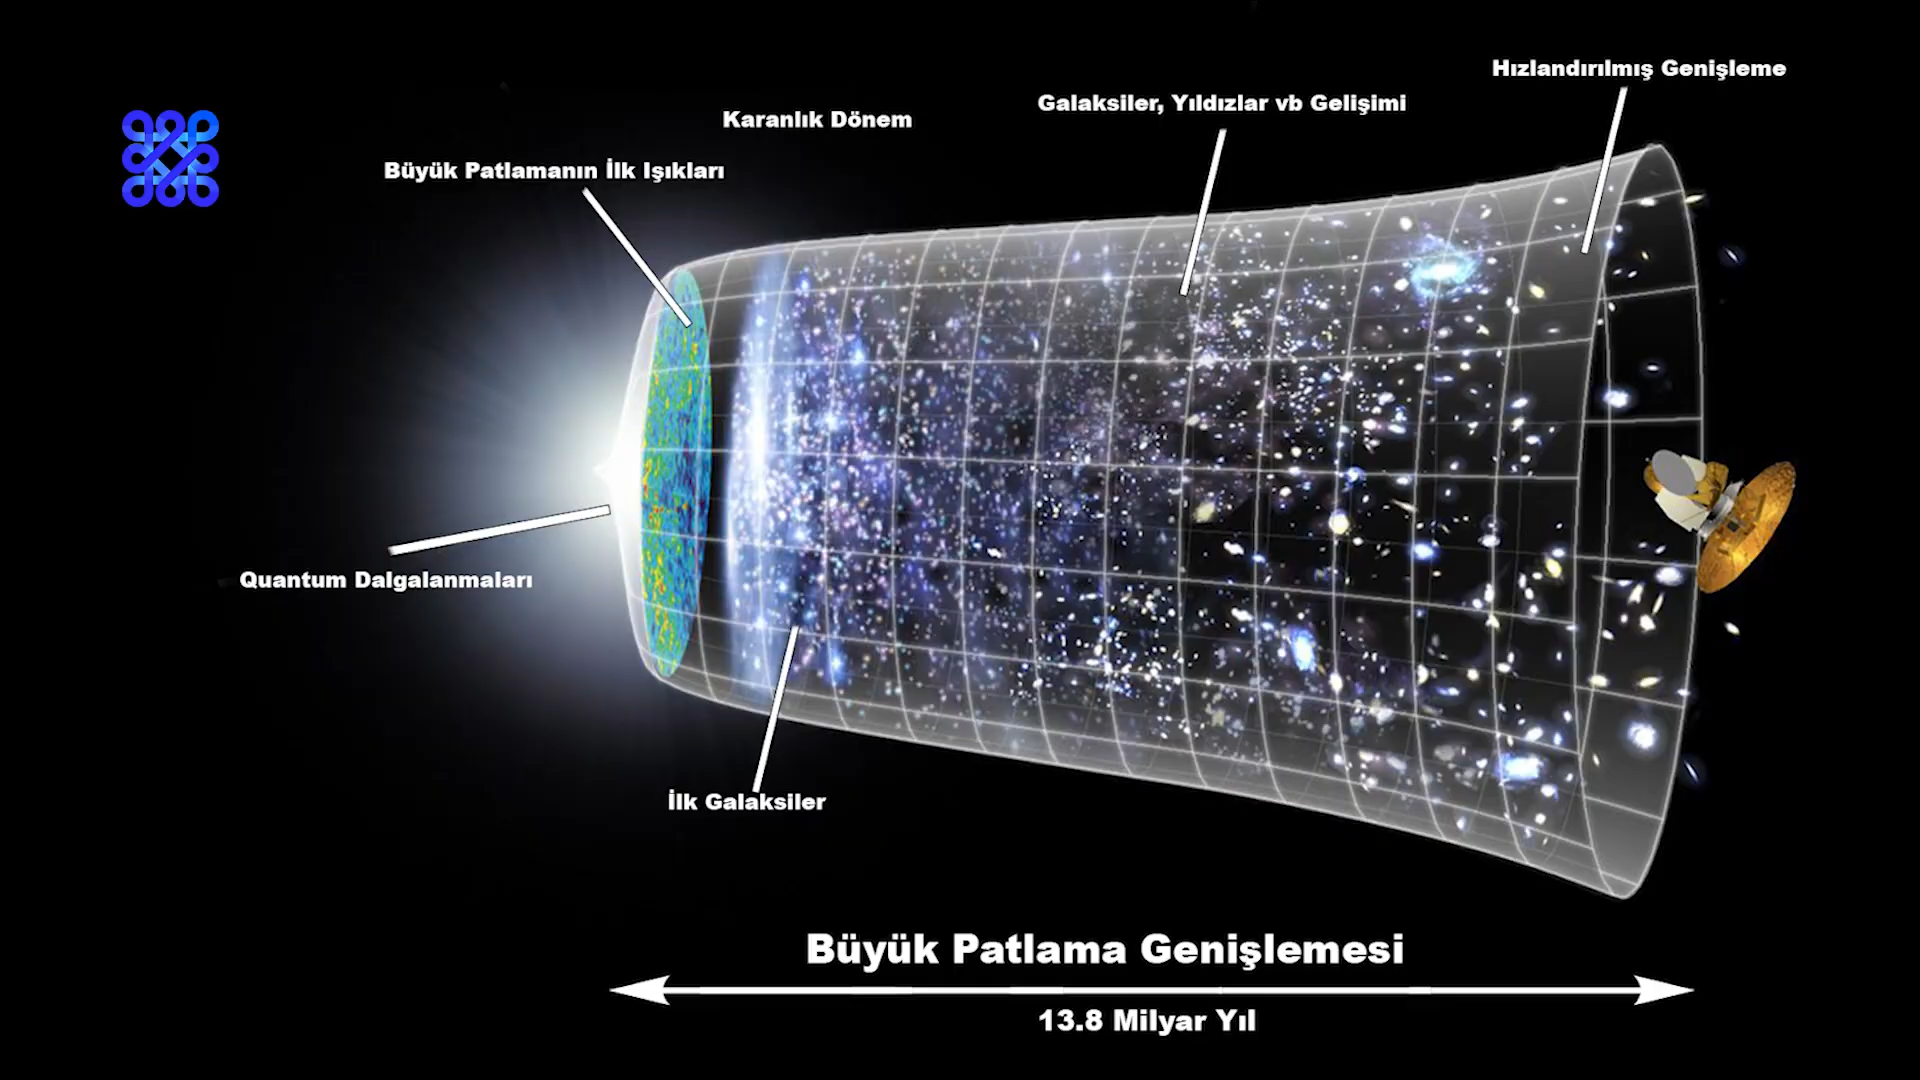 Hızlandırılmış Genişleme
Galaksiler, Yıldızlar vb Gelişimi
Karanlık Dönem
Büyük Patlamanın İlk Işıkları
Quantum Dalgalanmaları
İlk Galaksiler
Büyük Patlama Genişlemesi
13.8 Milyar Yıl